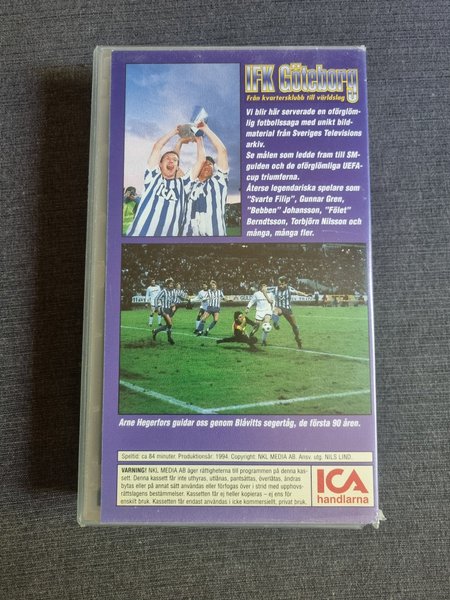 IFK Göteborg
Från kvartersklubb till världslag
Vi blir här serverade en oförglöm-
lig fotbollssaga med unikt bild-
material från Sveriges Televisions
arkiv.
Se målen som ledde fram till SM-
gulden och de oförglömliga UEFA-
cup triumferna.
Återse legendariska spelare som
"Svarte Filip", Gunnar Gren,
"Bebben" Johansson, "Fölet"
Berndtsson, Torbjörn Nilsson och
många, många fler.
ICA
Arne Hegerfors guidar oss genom Blåvitts segertåg, de första 90 åren.
Speltid: ca 84 minuter. Produktionsår: 1994. Copyright: NKL MEDIA AB. Ansv. utg. NILS LIND.
VARNING! NKL MEDIA AB äger rättigheterna till programmen på denna kas-
sett. Denna kassett får inte uthyras, utlånas, pantsättas, överlåtas, ändras,
bytas eller på annat sätt användas eller förfogas över i strid med upphovs-
rättslagens bestämmelser. Kassetten får ej heller kopieras – ej ens för
enskilt bruk. Kassetten får endast användas i icke kommersiellt, privat bruk.
ICA
handlarna